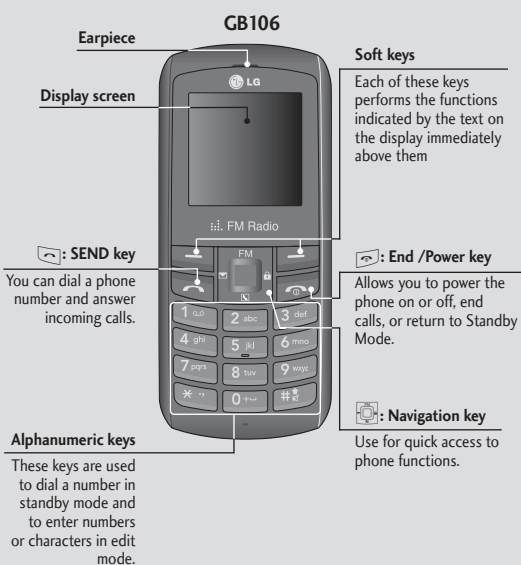 GB106
Earpiece
Display screen
LG
FM Radio
FM
: SEND key
You can dial a phone
number and answer
incoming calls.
Alphanumeric keys
These keys are used
to dial a number in
standby mode and
to enter numbers
or characters in edit
mode.
Soft keys
Each of these keys
performs the functions
indicated by the text on
the display immediately
above them
: End /Power key
Allows you to power the
phone on or off, end
calls, or return to Standby
Mode.
: Navigation key
Use for quick access to
phone functions.
1
2 abc
3 def
4 ghi
5 jkl
6 mno
7 pqrs
8 tuv
9 wxyz
*
0 +
#